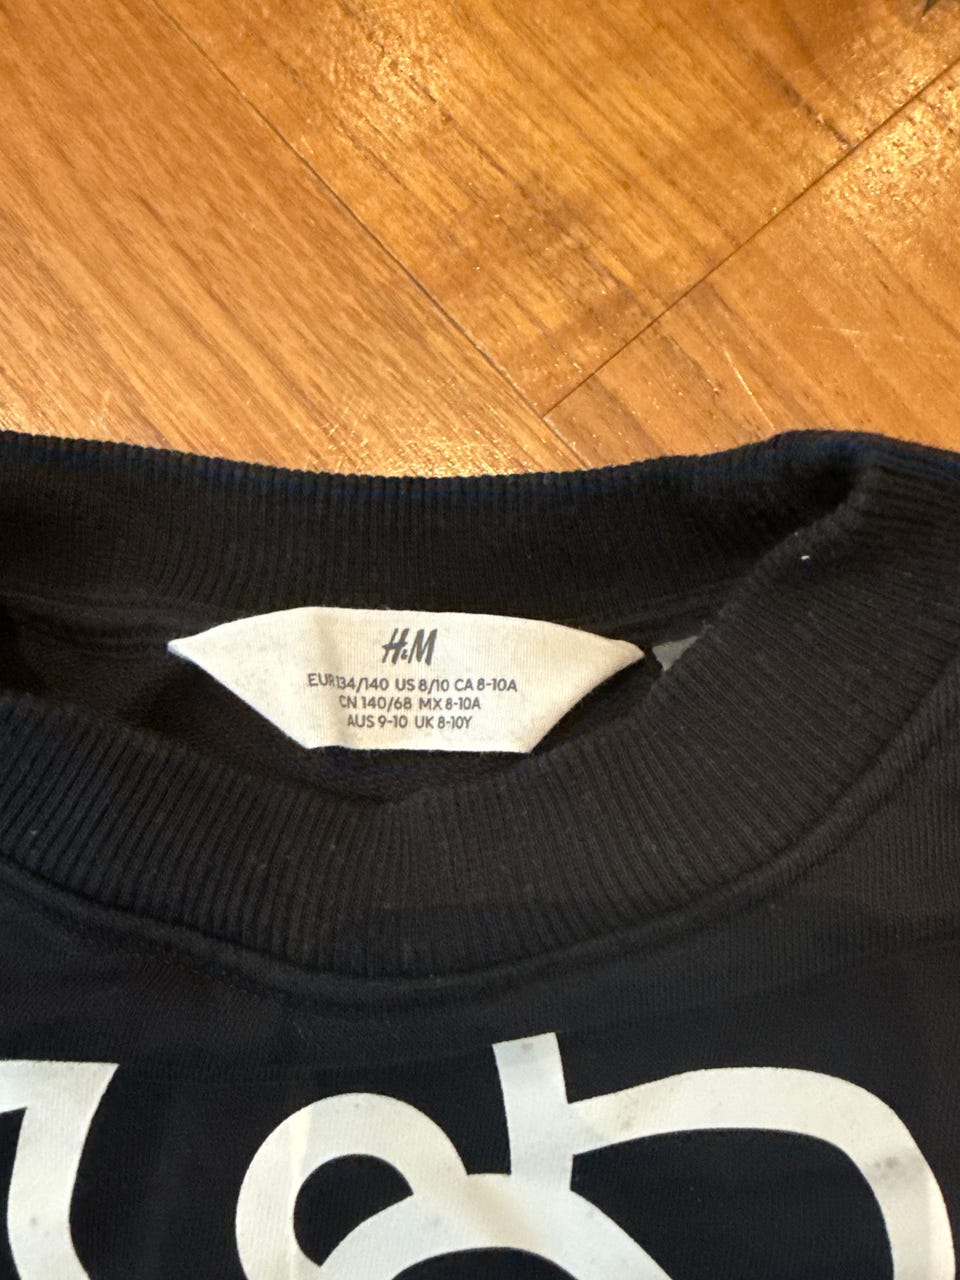 H&M
EUR134/140 US 8/10 CA 8-10A
CN 140/68 MX 8-10A
AUS 9-10 UK 8-10Y